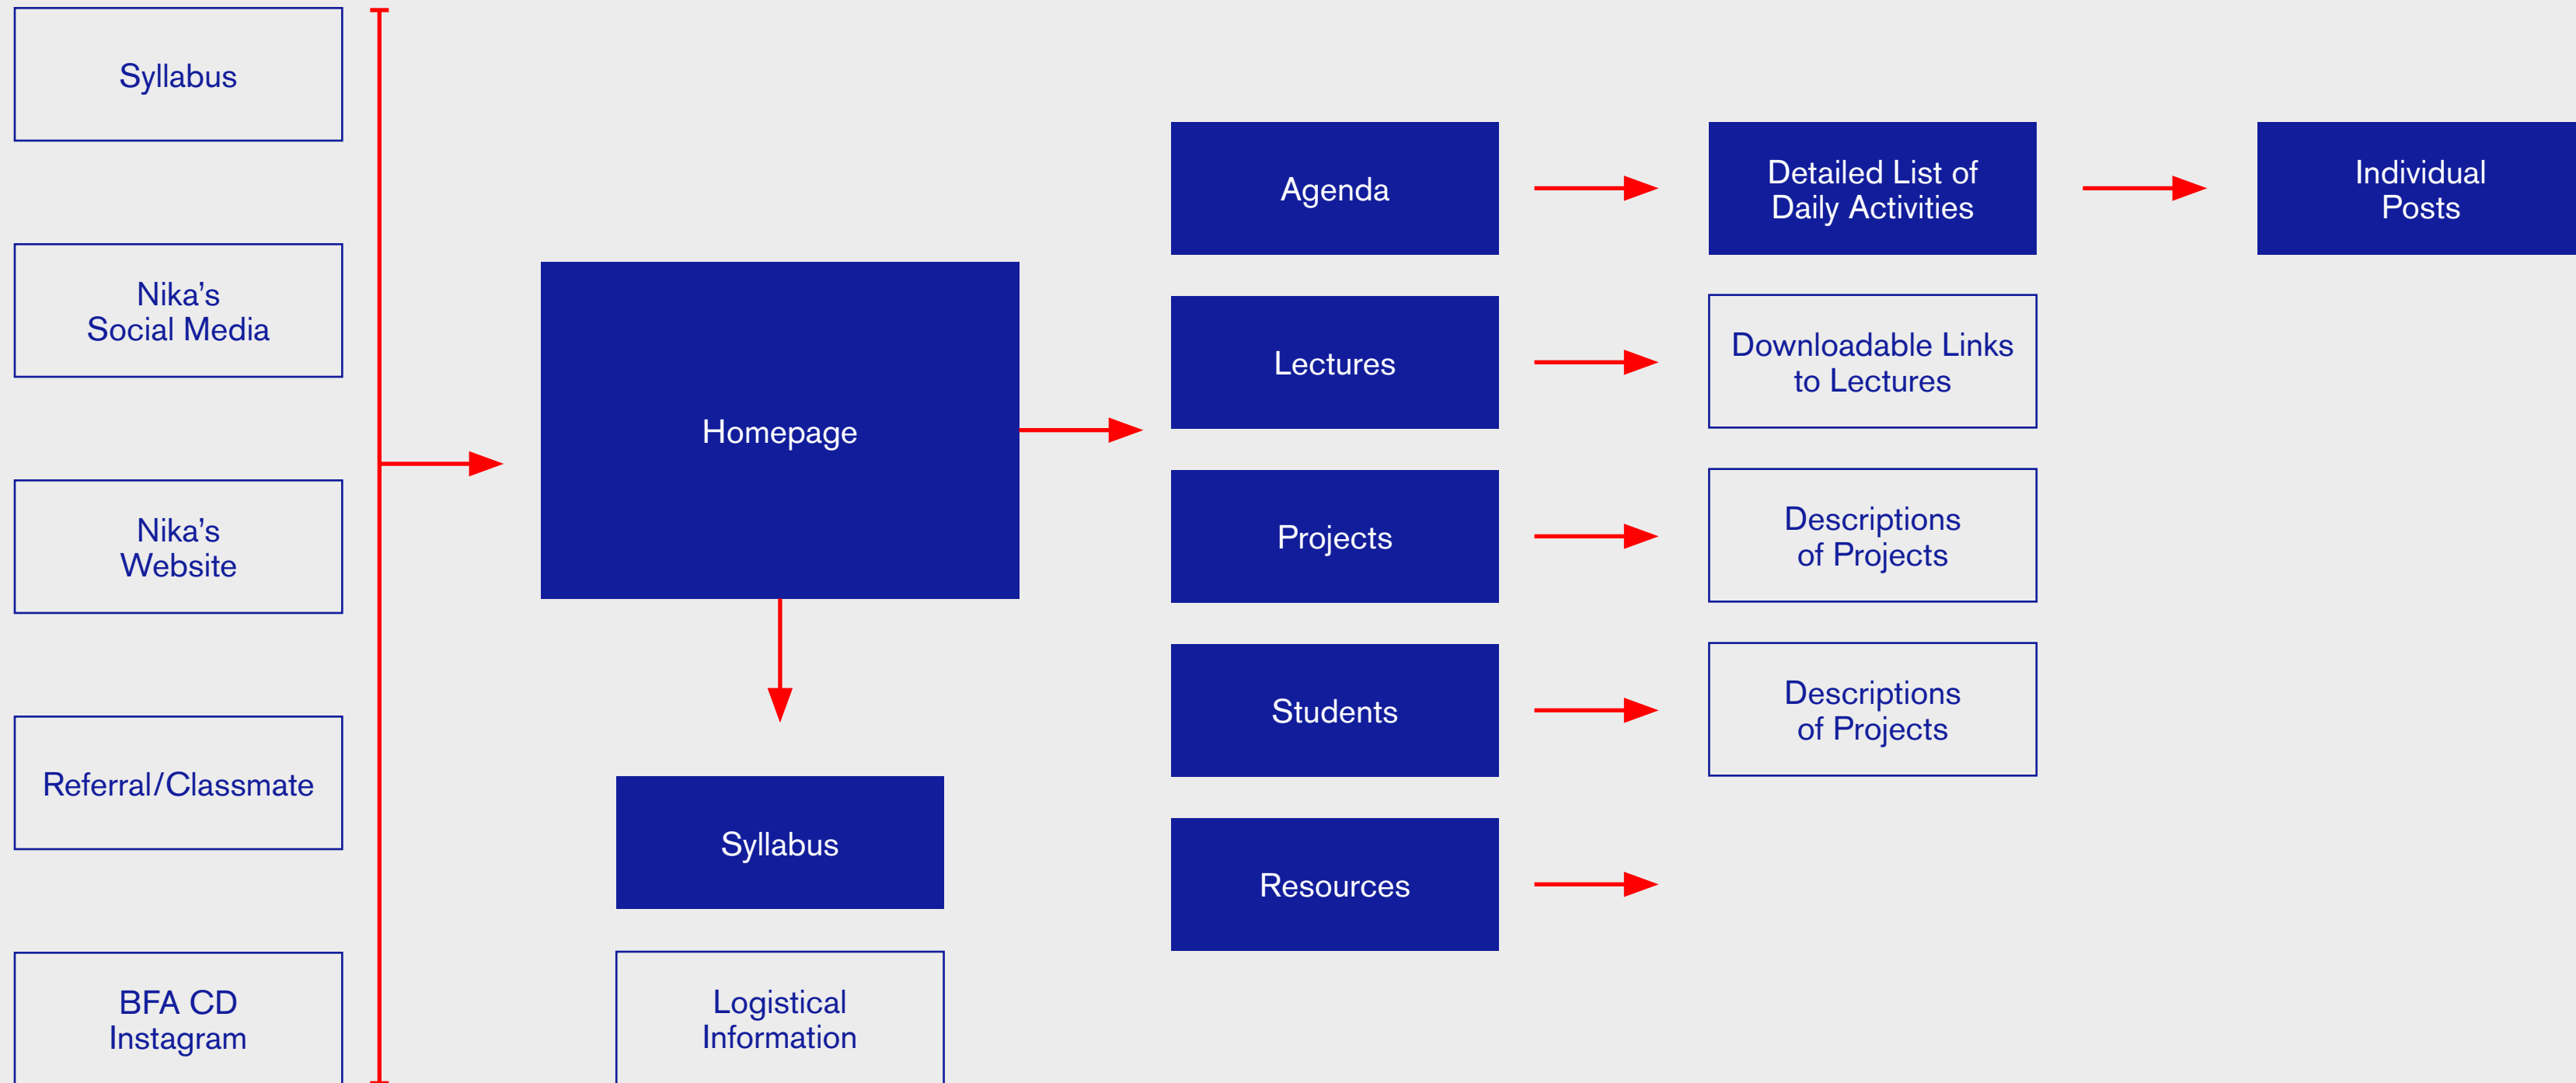 Syllabus
Nika’s
Social Media
Nika’s
Website
Referral/Classmate
BFA CD
Instagram
Homepage
Syllabus
Logistical
Information
Agenda
Lectures
Projects
Students
Resources
Detailed List of
Daily Activities
Downloadable Links
to Lectures
Descriptions
of Projects
Descriptions
of Projects
Individual
Posts